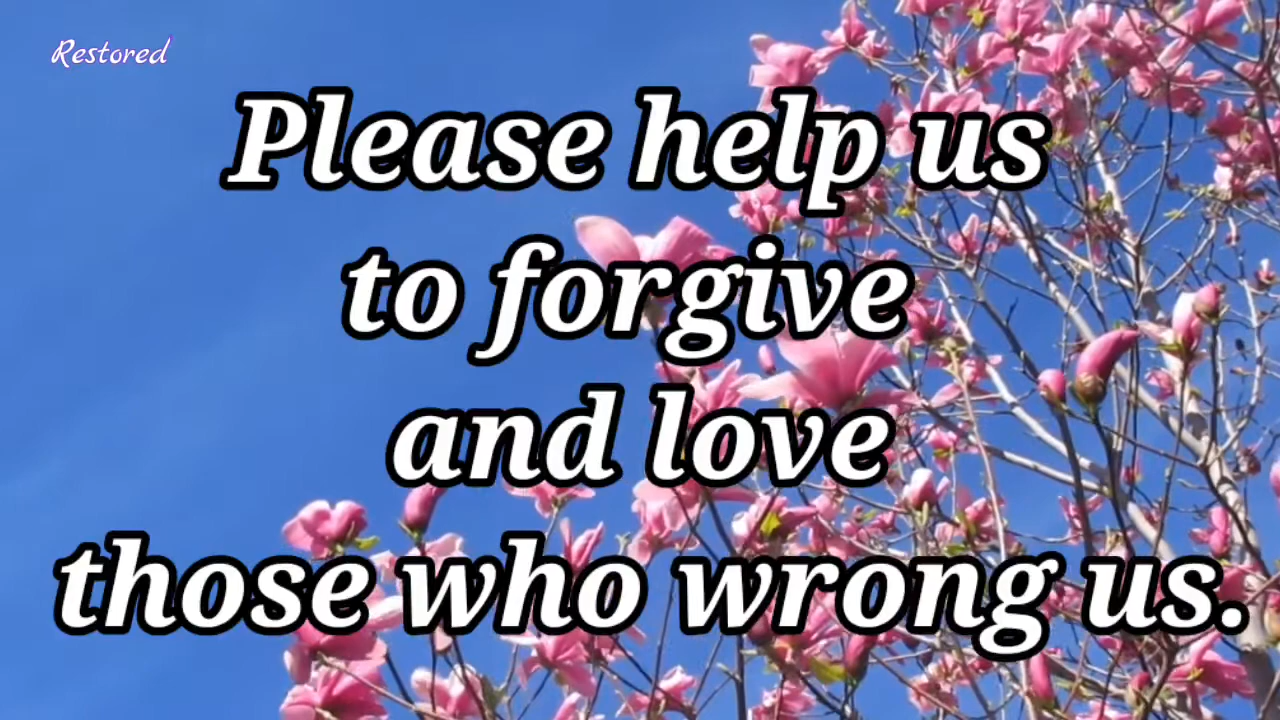 Restored
Please help us
to forgive
and love
those who wrong us.